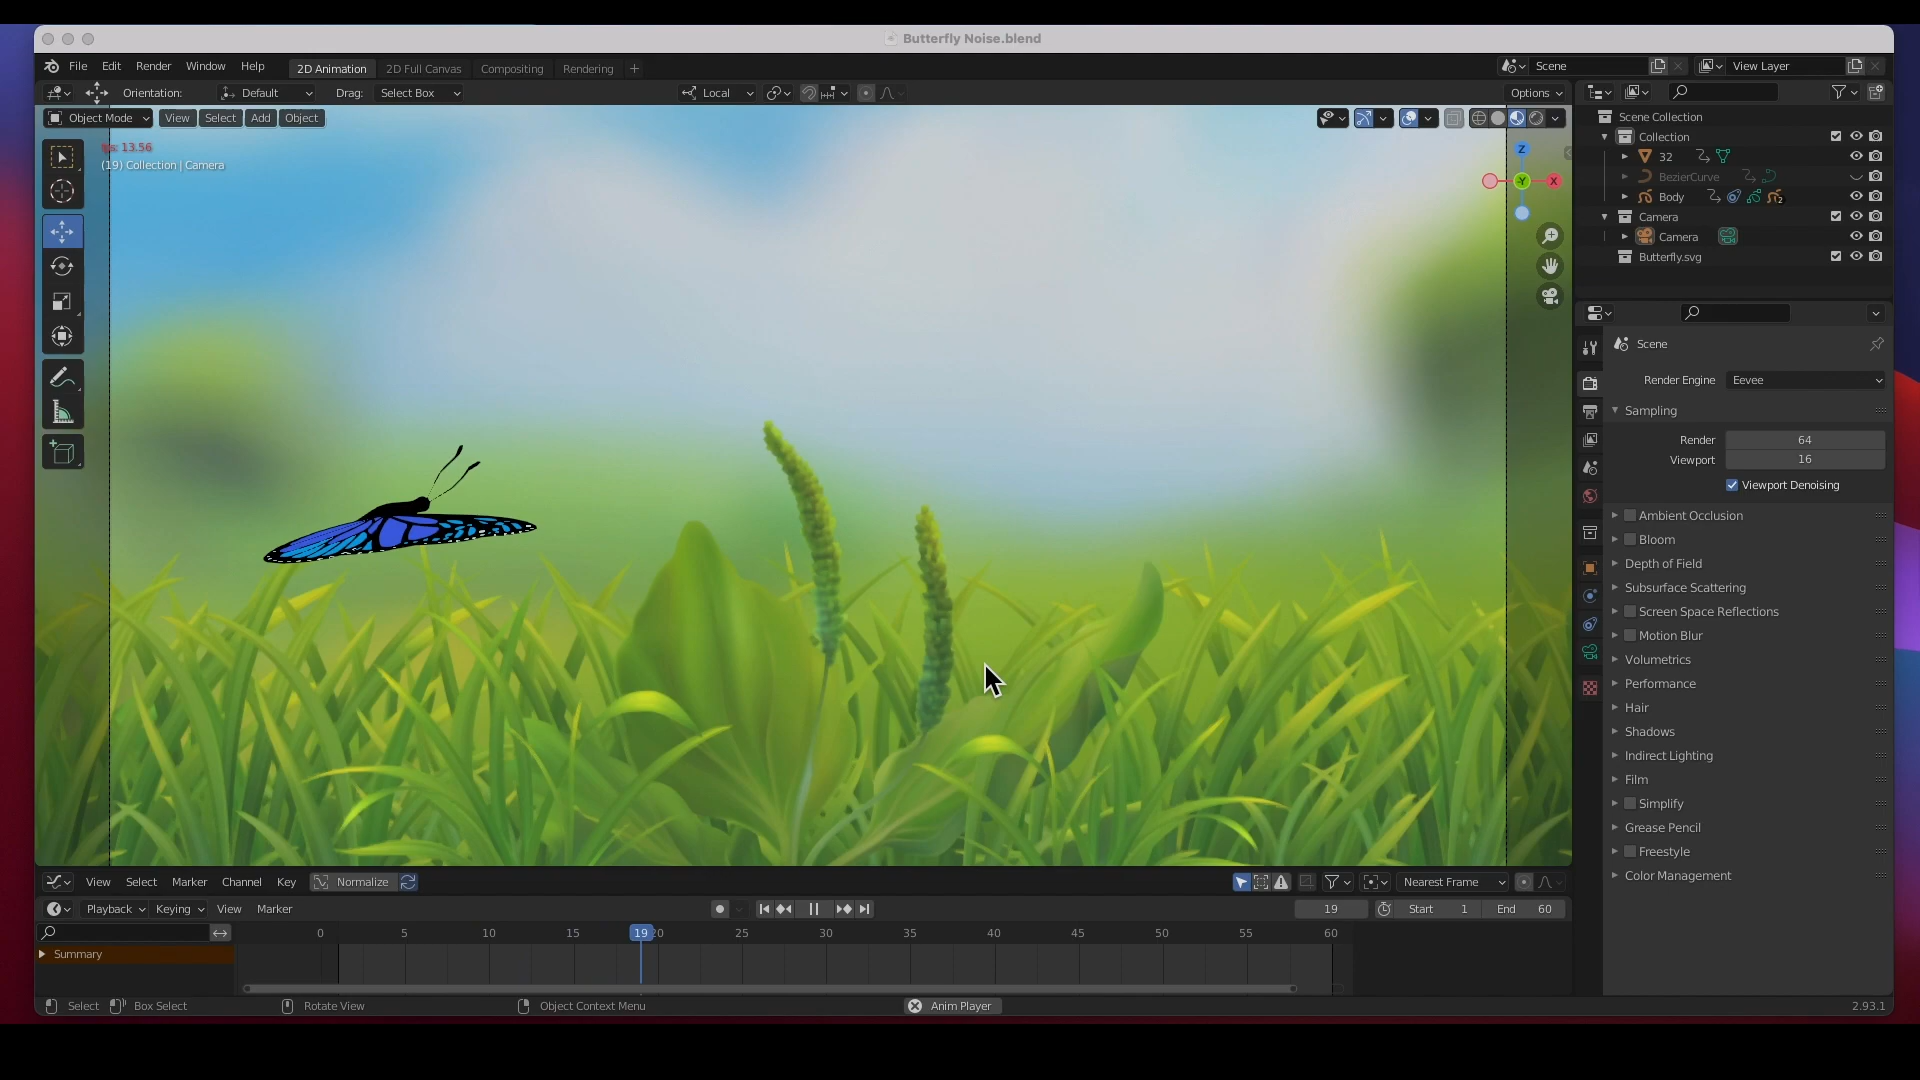 Butterfly Noise.blend
File Edit Render Window Help 2D Animation 2D Full Canvas Compositing Rendering + Scene View Layer
Orientation: Default Drag: Select Box Local Options
Object Mode View Select Add Object
fps: 13.56
(19) Collection | Camera
Z
-Y
X
Scene Collection
Collection
32
BezierCurve
Body 2
Camera
Camera
Butterfly.svg
Scene
Render Engine Eevee
Sampling
Render 64
Viewport 16
Viewport Denoising
Ambient Occlusion
Bloom
Depth of Field
Subsurface Scattering
Screen Space Reflections
Motion Blur
Volumetrics
Performance
Hair
Shadows
Indirect Lighting
Film
Simplify
Grease Pencil
Freestyle
Color Management
View Select Marker Channel Key Normalize Nearest Frame
Playback Keying View Marker 19 Start 1 End 60
0 5 10 15 19 20 25 30 35 40 45 50 55 60
Summary
Select Box Select Rotate View Object Context Menu Anim Player 2.93.1